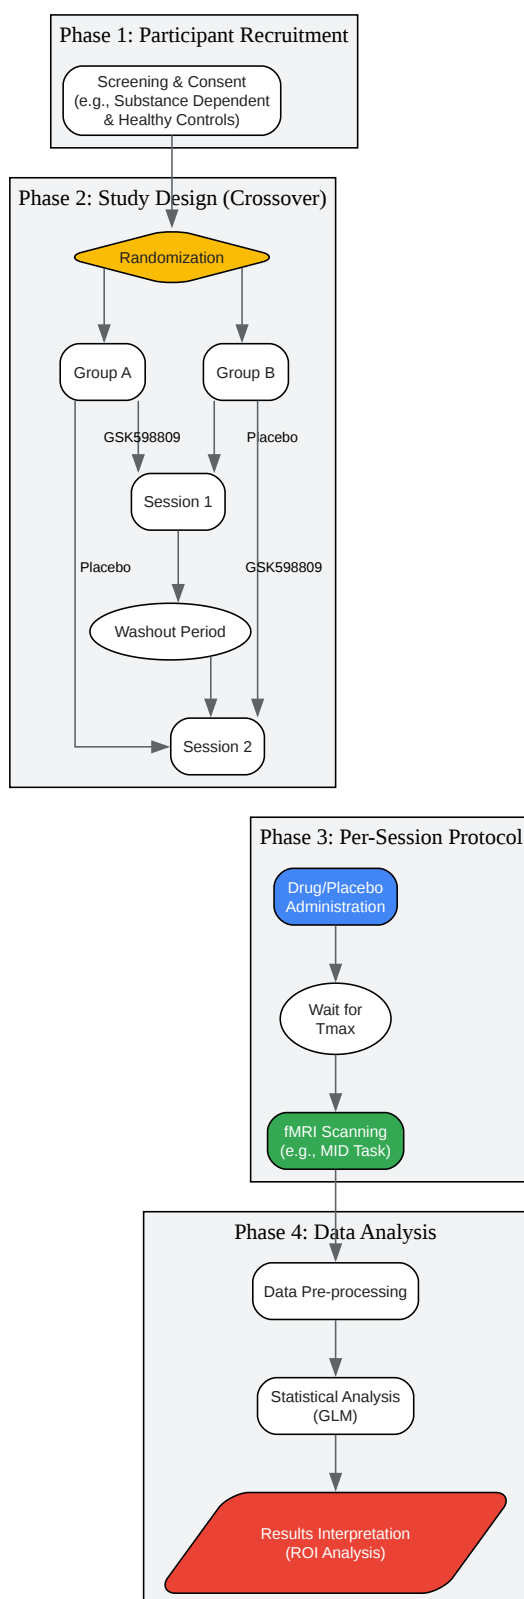 Phase 1: Participant Recruitment
Screening & Consent
(e.g., Substance Dependent
& Healthy Controls)
Phase 2: Study Design (Crossover)
Randomization
Group A
Group B
GSK598809
Placebo
Session 1
Placebo
GSK598809
Washout Period
Session 2
Phase 3: Per-Session Protocol
Drug/Placebo
Administration
Wait for
Tmax
fMRI Scanning
(e.g., MID Task)
Phase 4: Data Analysis
Data Pre-processing
Statistical Analysis
(GLM)
Results Interpretation
(ROI Analysis)